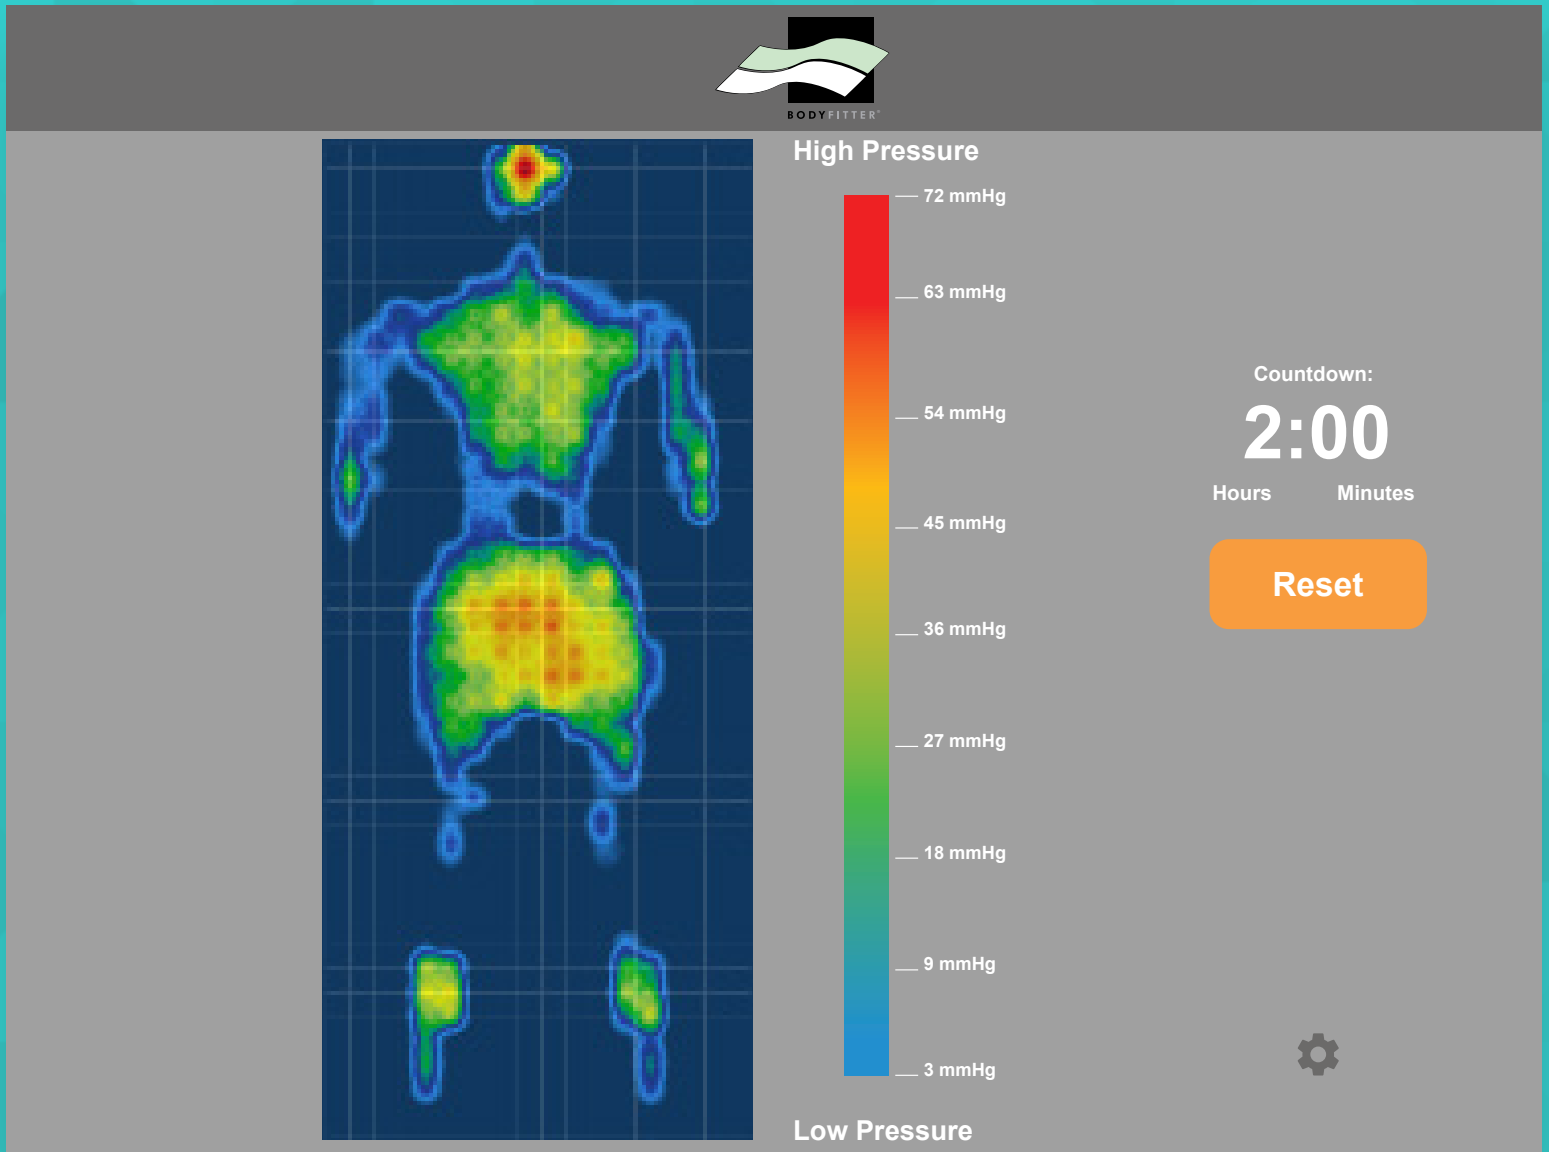 BODYFITTER®
High Pressure
72 mmHg
63 mmHg
54 mmHg
45 mmHg
36 mmHg
27 mmHg
18 mmHg
9 mmHg
3 mmHg
Low Pressure
Countdown:
2:00
Hours Minutes
Reset